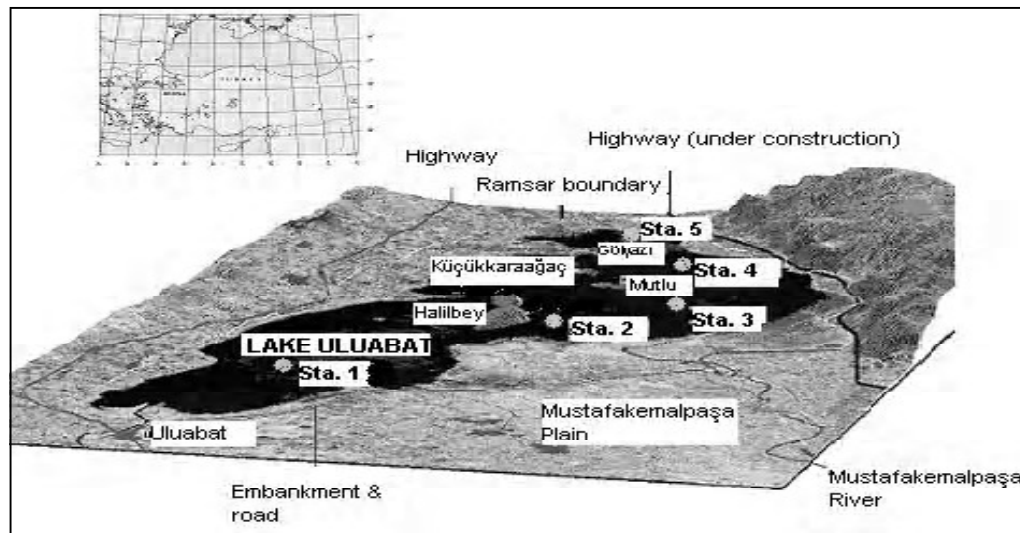 Highway (under construction)
Highway
Ramsar boundary
Sta. 5
Gölyazı
Sta. 4
Küçükkaraağaç
Mutlu
Halilbey
Sta. 2
Sta. 3
LAKE ULUABAT
Sta. 1
Uluabat
Mustafakemalpaşa
Plain
Mustafakemalpaşa
River
Embankment &
road